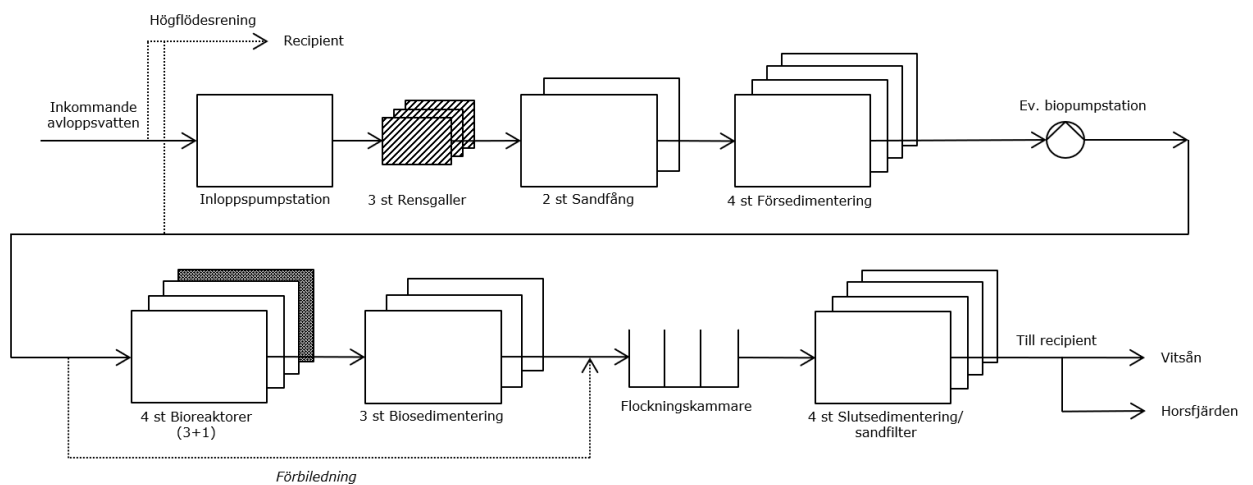 Högflödesrening
Recipient
Inkommande
avloppsvatten
Ev. biopumpstation
Inloppspumpstation
3 st Rensgaller
2 st Sandfång
4 st Försedimentering
Till recipient
Vitsån
4 st Bioreaktorer
(3+1)
3 st Biosedimentering
Flockningskammare
4 st Slutsedimentering/
sandfilter
Horsfjärden
Förbiledning